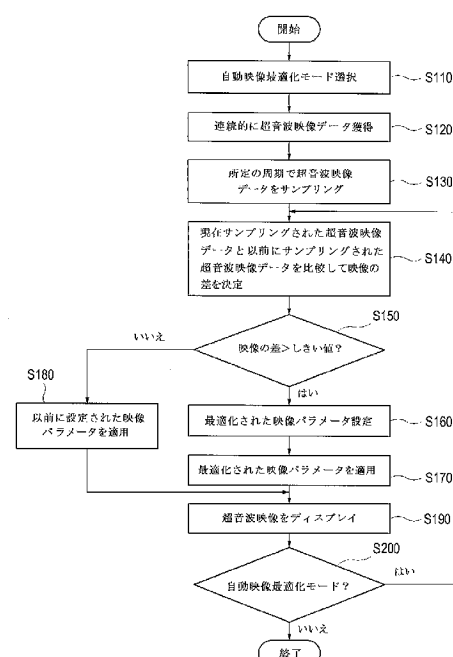 開始
自動映像最適化モード選択
S110
連続的に超音波映像データ獲得
S120
所定の周期で超音波映像
データをサンプリング
S130
現在サンプリングされた超音波映像
データと以前にサンプリングされた
超音波映像データを比較して映像の
差を決定
S140
S150
映像の差>しきい値?
いいえ
はい
S180
以前に設定された映像
パラメータを適用
最適化された映像パラメータ設定
S160
最適化された映像パラメータを適用
S170
超音波映像をディスプレイ
S190
S200
自動映像最適化モード?
はい
いいえ
終了